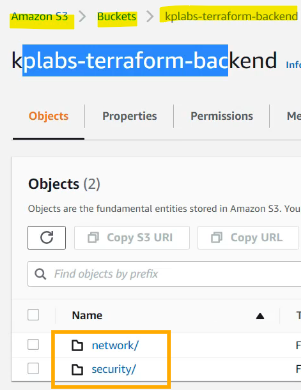 Amazon S3 > Buckets > kplabs-terraform-backend
kplabs-terraform-backend Info
Objects Properties Permissions Me
Objects (2)
Objects are the fundamental entities stored in Amazon S3. You
Copy S3 URI Copy URL
Find objects by prefix
Name T
network/ F
security/ F